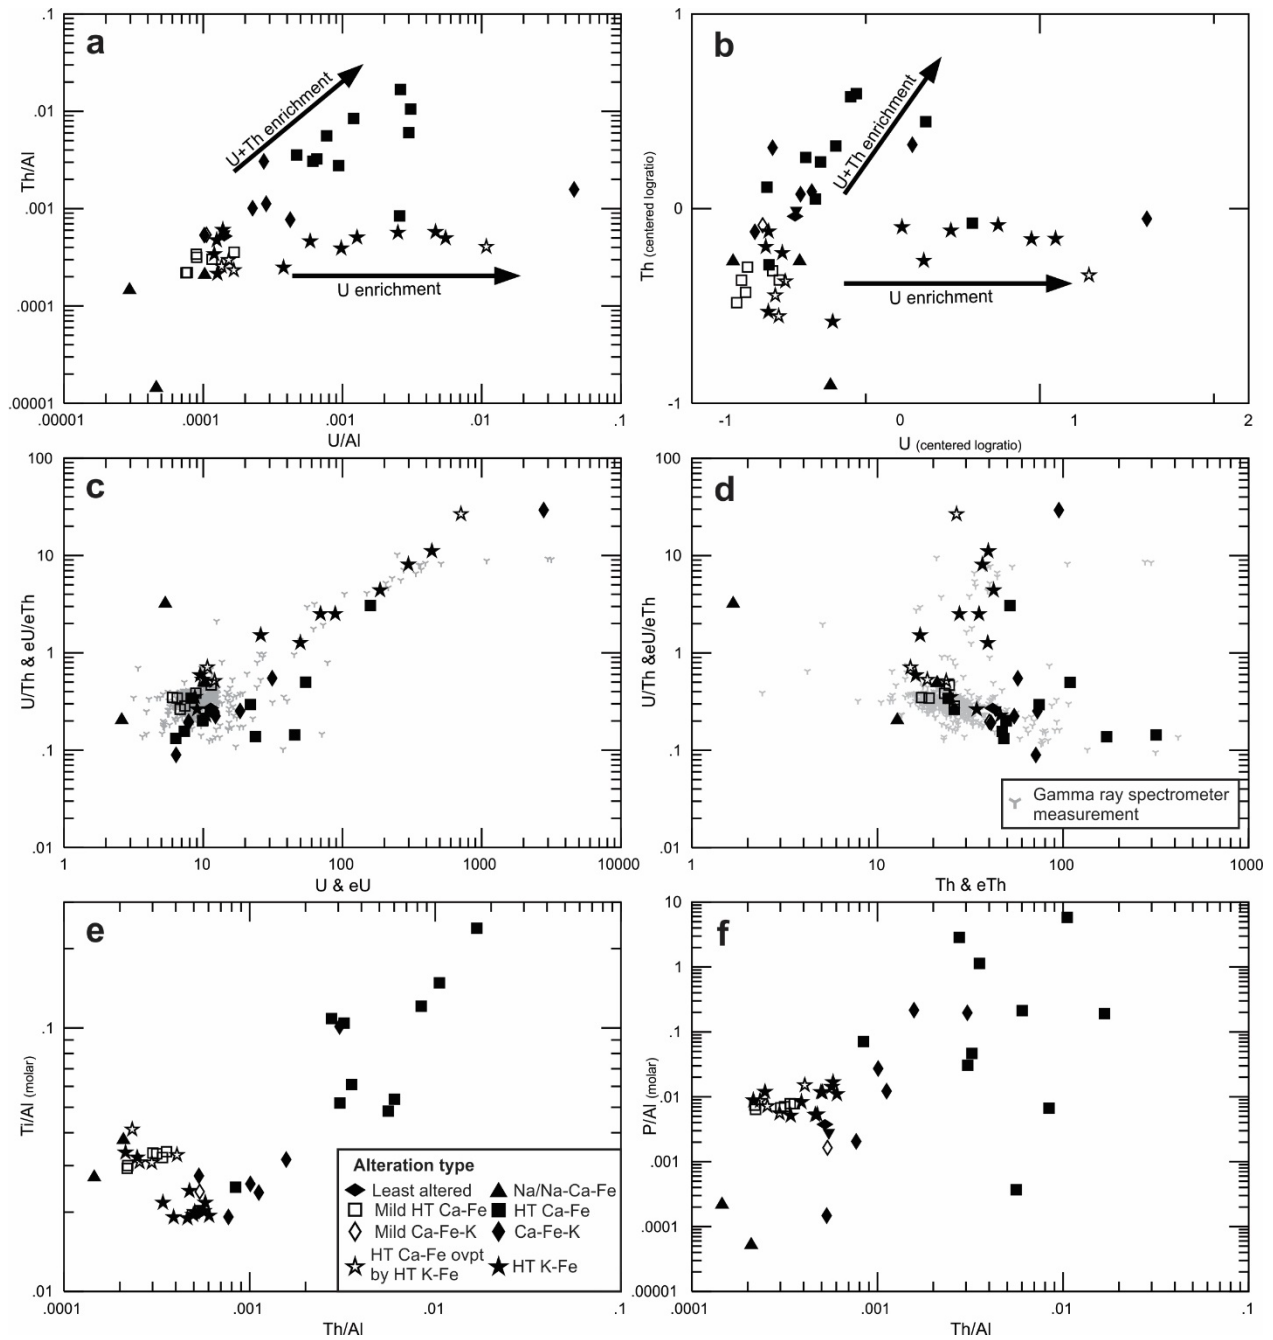 a
.1
.01
.001
.0001
.00001
Th/Al
U+Th enrichment
U enrichment
.00001 .0001 .001 .01 .1
U/Al
b
1
0
-1
Th (centered logratio)
U+Th enrichment
U enrichment
-1 0 1 2
U (centered logratio)
c
100
10
1
.1
.01
U/Th & eU/eTh
1 10 100 1000 10000
U & eU
d
100
10
1
.1
.01
U/Th &eU/eTh
Gamma ray spectrometer
measurement
1 10 100 1000
Th & eTh
e
.1
.01
Ti/Al (molar)
Alteration type
Least altered Na/Na-Ca-Fe
Mild HT Ca-Fe HT Ca-Fe
Mild Ca-Fe-K Ca-Fe-K
HT Ca-Fe ovpt
by HT K-Fe HT K-Fe
.0001 .001 .01 .1
Th/Al
f
10
1
.1
.01
.001
.0001
.00001
P/Al (molar)
.0001 .001 .01 .1
Th/Al